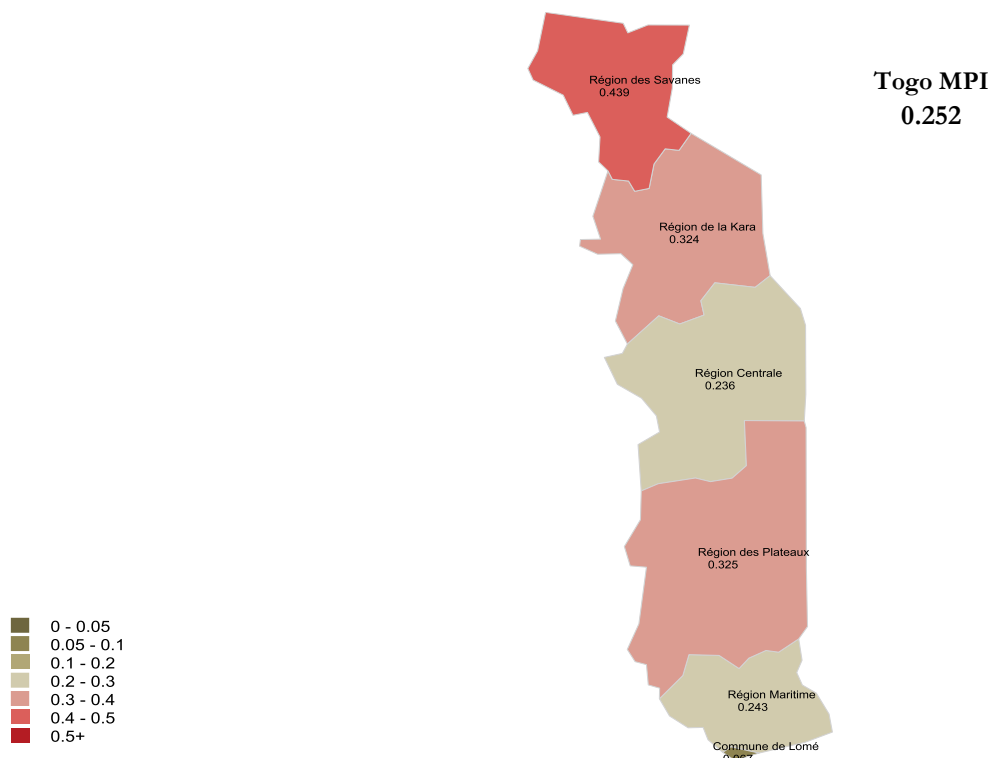 Togo MPI
0.252
Région des Savanes
0.439
Région de la Kara
0.324
Région Centrale
0.236
Région des Plateaux
0.325
Région Maritime
0.243
Commune de Lomé
0 - 0.05
0.05 - 0.1
0.1 - 0.2
0.2 - 0.3
0.3 - 0.4
0.4 - 0.5
0.5+